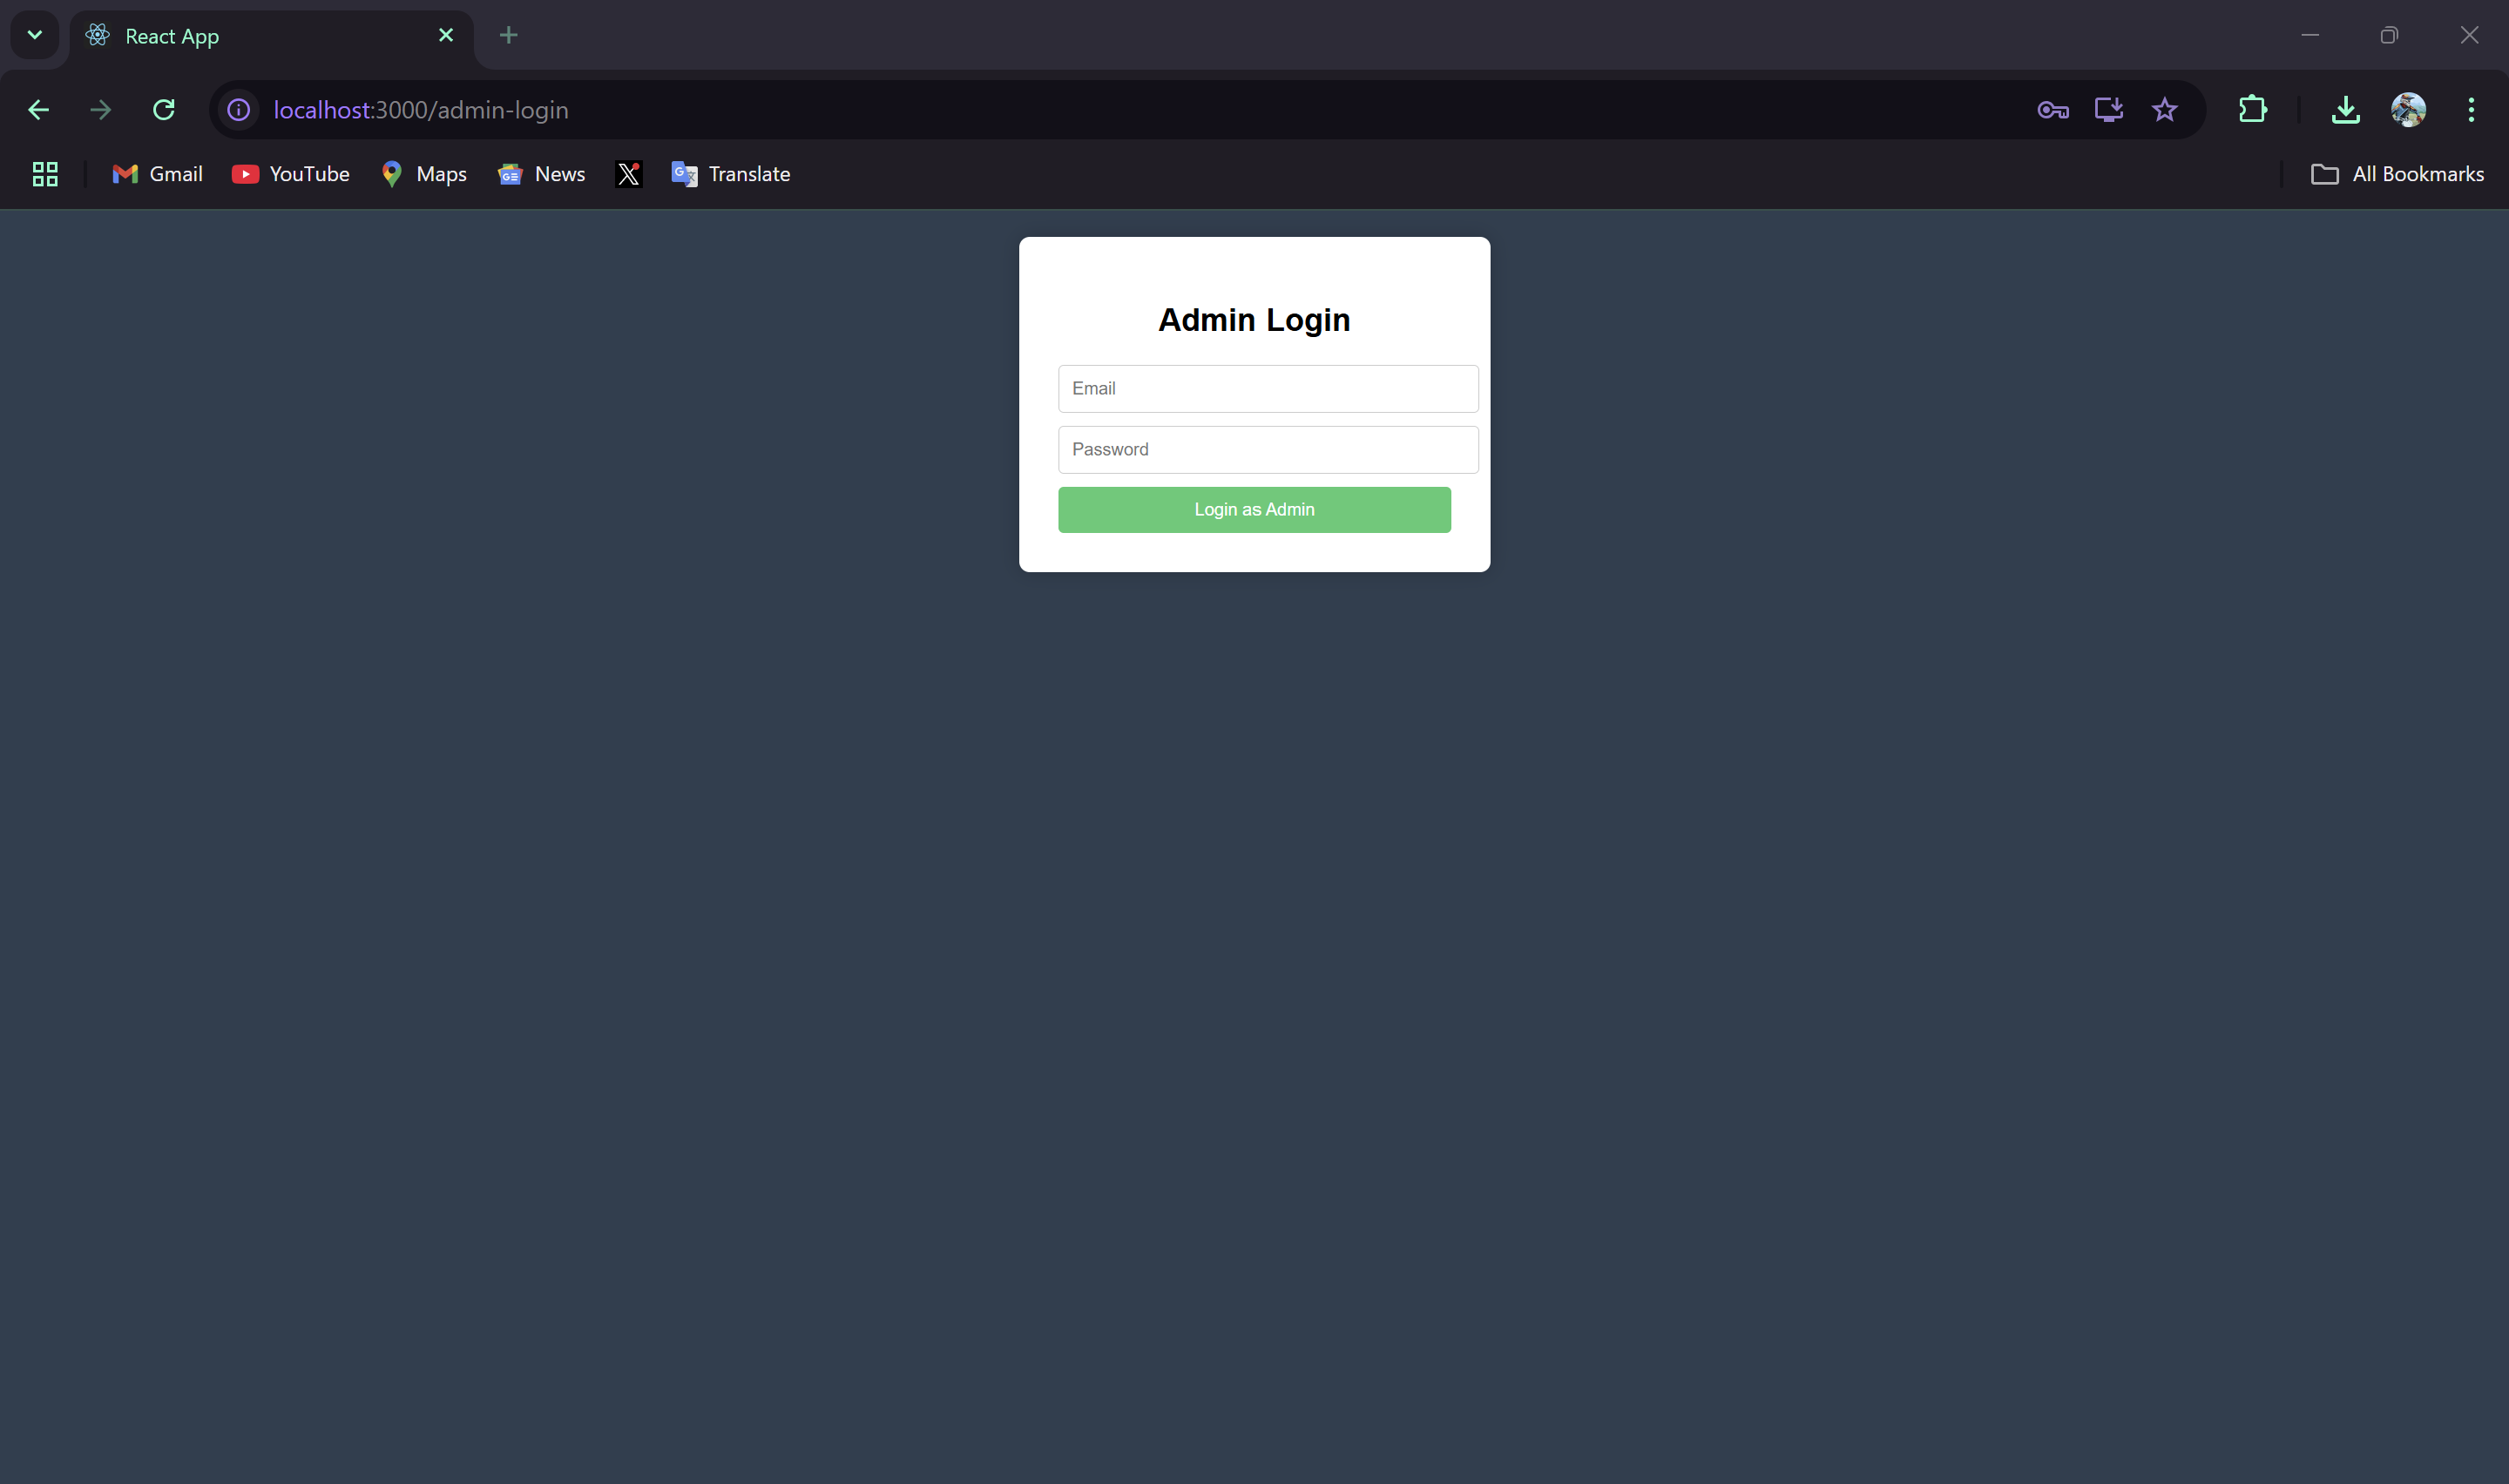 React App
localhost:3000/admin-login
Gmail YouTube Maps News Translate All Bookmarks
Admin Login
Email
Password
Login as Admin